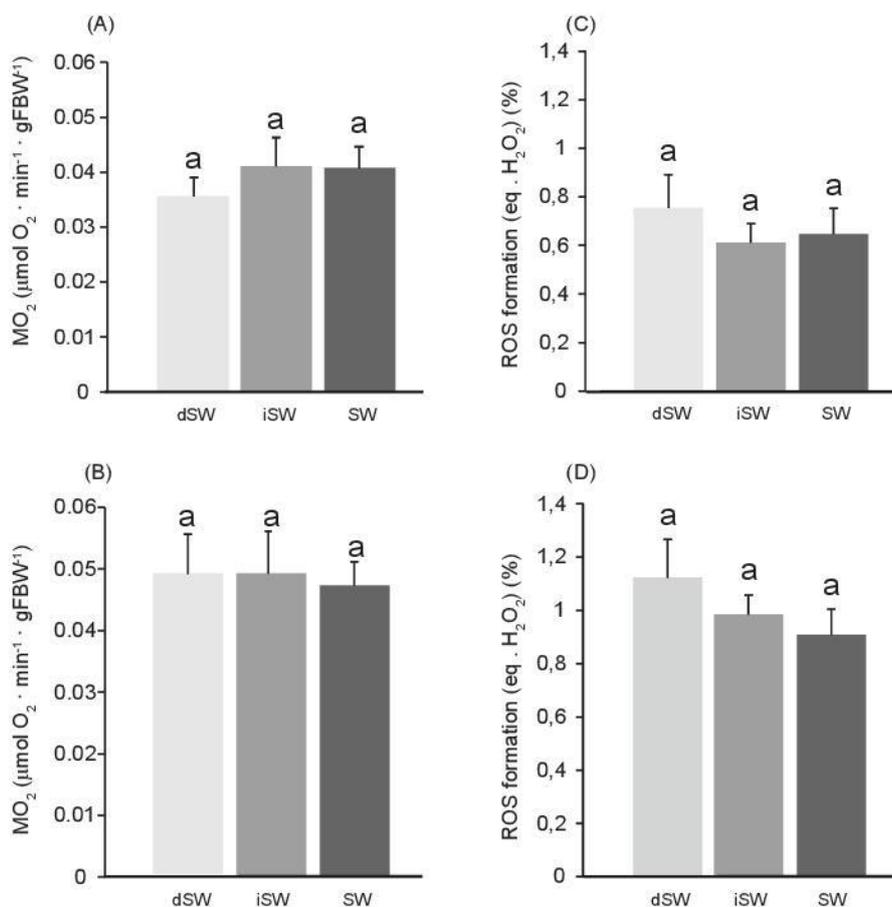 (A)
MO₂ (μmol O₂ · min⁻¹ · gFBW⁻¹)
0.06
0.05
0.04
0.03
0.02
0.01
0
a
a
a
dSW
iSW
SW
(C)
ROS formation (eq . H₂O₂) (%)
1,4
1,2
1
0,8
0,6
0,4
0,2
0
a
a
a
dSW
iSW
SW
(B)
MO₂ (μmol O₂ · min⁻¹ · gFBW⁻¹)
0.06
0.05
0.04
0.03
0.02
0.01
0
a
a
a
dSW
iSW
SW
(D)
ROS formation (eq . H₂O₂) (%)
1,4
1,2
1
0,8
0,6
0,4
0,2
0
a
a
a
dSW
iSW
SW